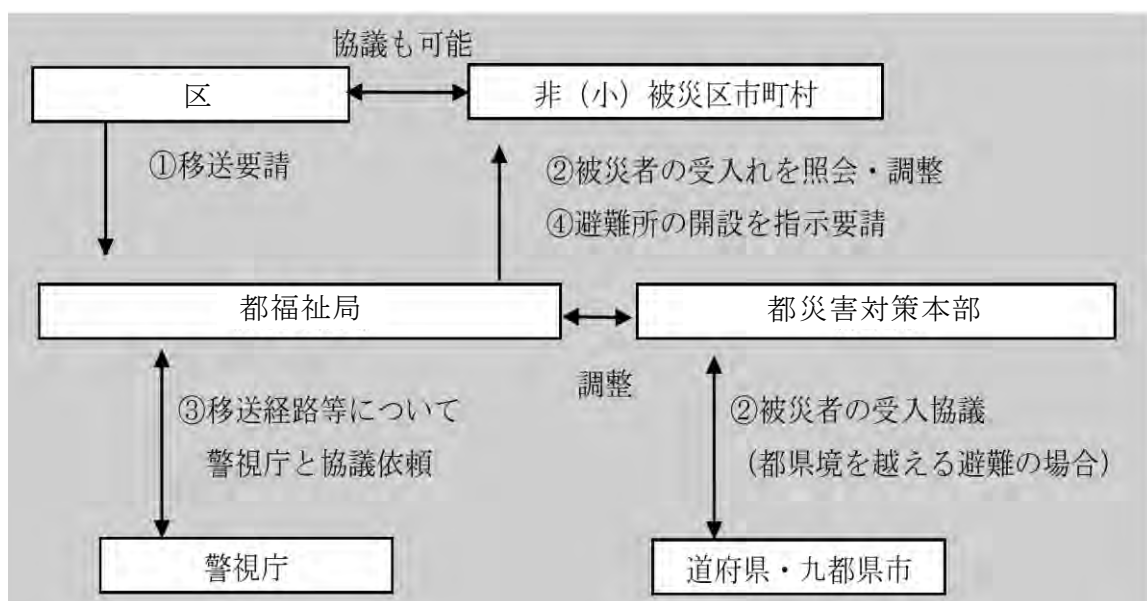 協議も可能
区
非（小）被災区市町村
①移送要請
②被災者の受入れを照会・調整
④避難所の開設を指示要請
都福祉局
都災害対策本部
調整
③移送経路等について
警視庁と協議依頼
②被災者の受入協議
（都県境を越える避難の場合）
警視庁
道府県・九都県市